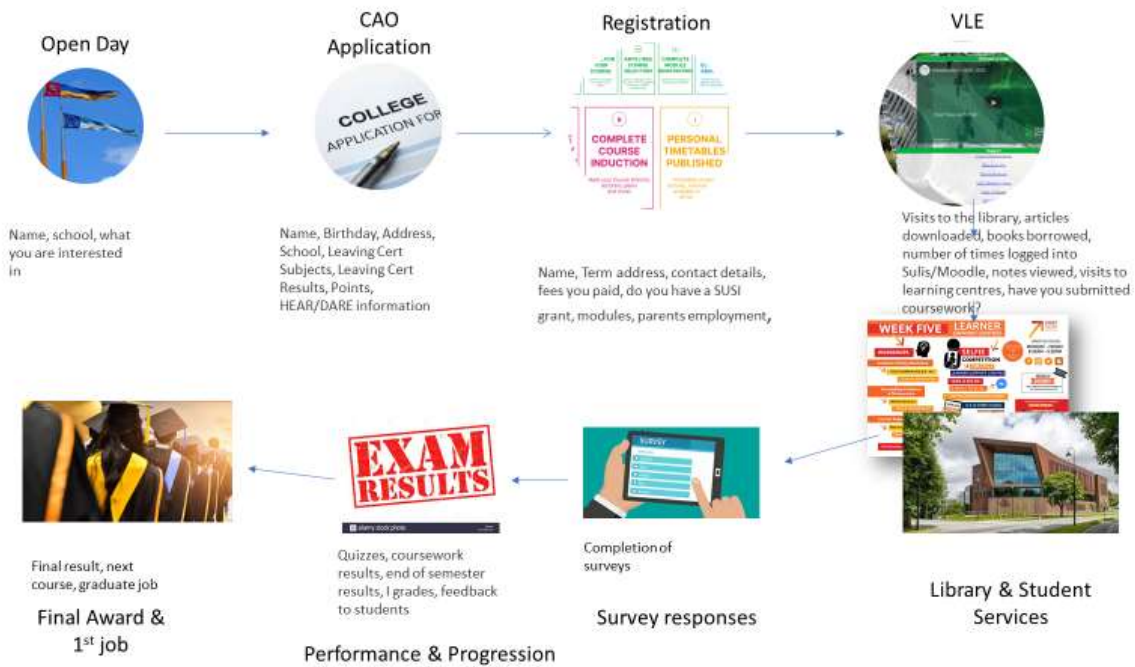 Open Day
CAO
Application
Registration
VLE
COLLEGE
APPLICATION FOR
COMPLETE
COURSE
INDUCTION
PERSONAL
TIMETABLES
PUBLISHED
Name, school, what
you are interested
in
Name, Birthday, Address,
School, Leaving Cert
Subjects, Leaving Cert
Results, Points,
HEAR/DARE information
Name, Term address, contact details,
fees you paid, do you have a SUSI
grant, modules, parents employment,
Visits to the library, articles
downloaded, books borrowed,
number of times logged into
Sulis/Moodle, notes viewed, visits to
learning centres, have you submitted
coursework?
WEEK FIVE LEARNER
SELFIE
COMPETITION
EXAM
RESULTS
alamy stock photo
SURVEY
Final result, next
course, graduate job
Final Award &
1st job
Quizzes, coursework
results, end of semester
results, I grades, feedback
to students
Performance & Progression
Completion of
surveys
Survey responses
Library & Student
Services